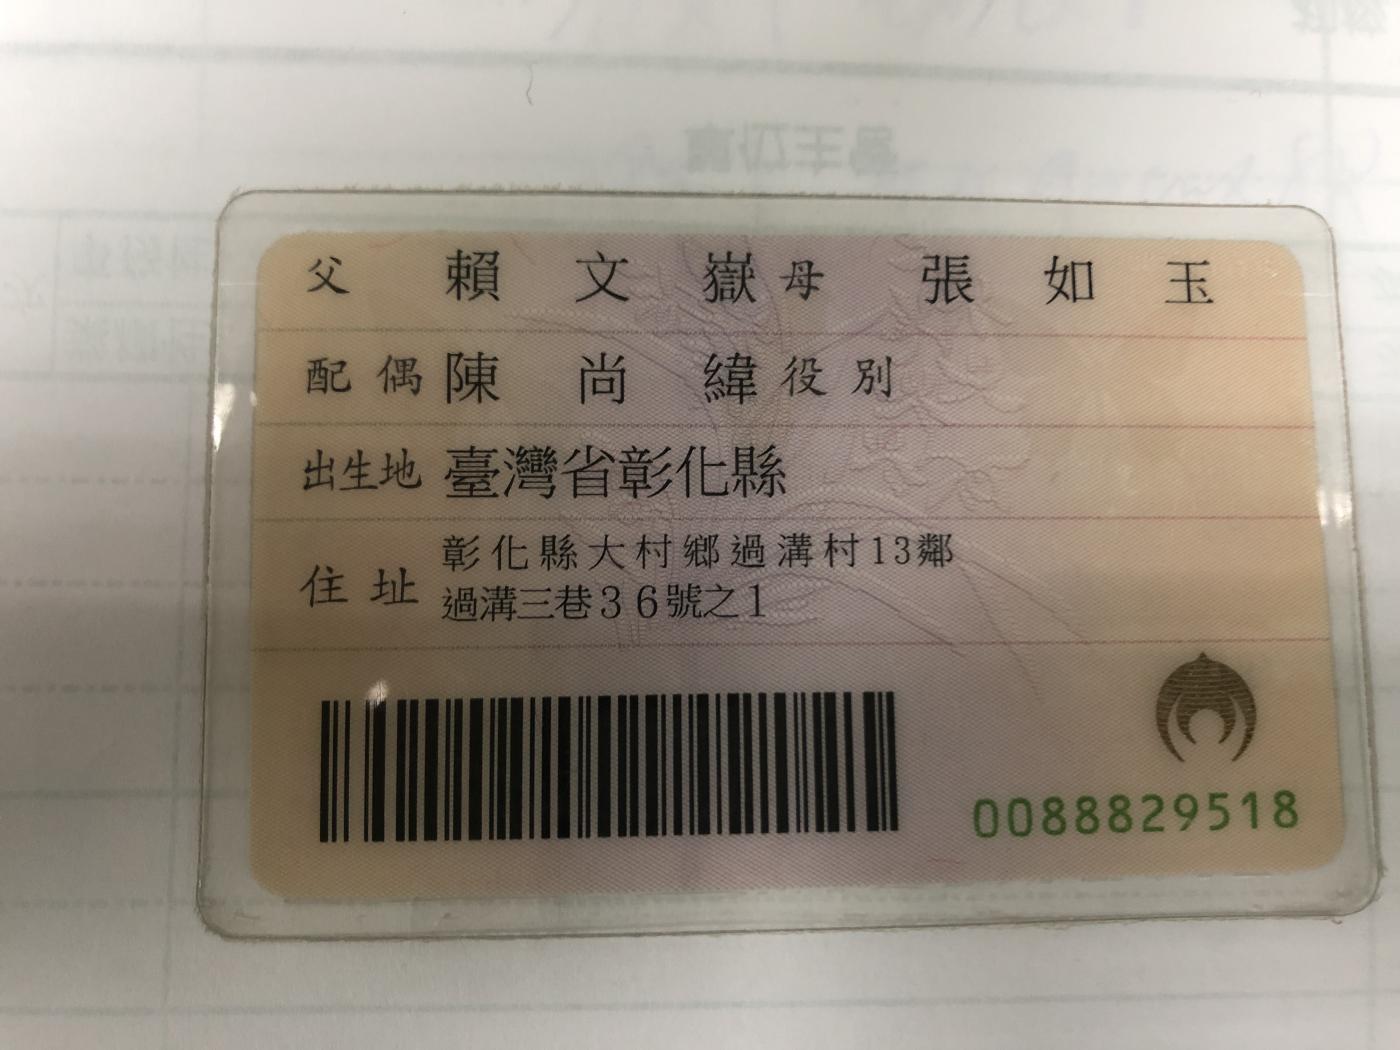 父 賴文嶽 母 張如玉
配偶 陳尚緯 役別
出生地 臺灣省彰化縣
住址 彰化縣大村鄉過溝村13鄰
過溝三巷36號之1
0088829518